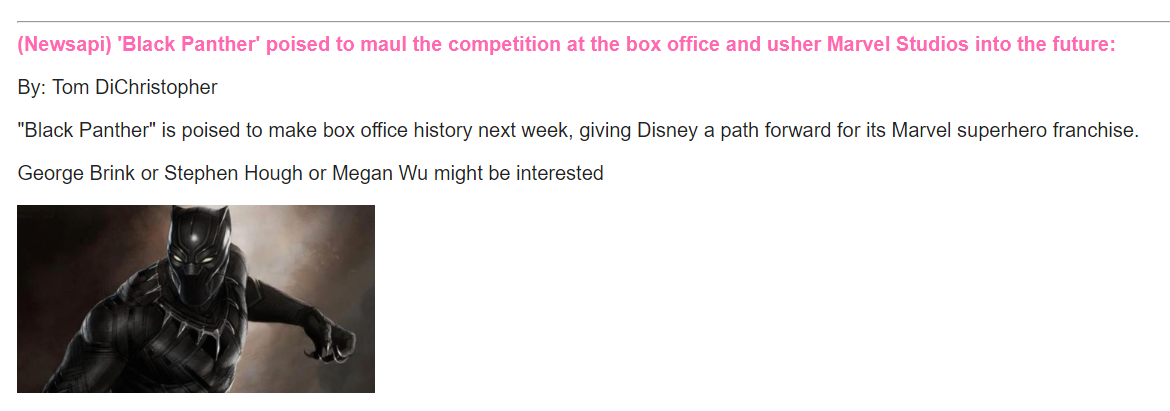 (Newsapi) 'Black Panther' poised to maul the competition at the box office and usher Marvel Studios into the future:
By: Tom DiChristopher
"Black Panther" is poised to make box office history next week, giving Disney a path forward for its Marvel superhero franchise.
George Brink or Stephen Hough or Megan Wu might be interested